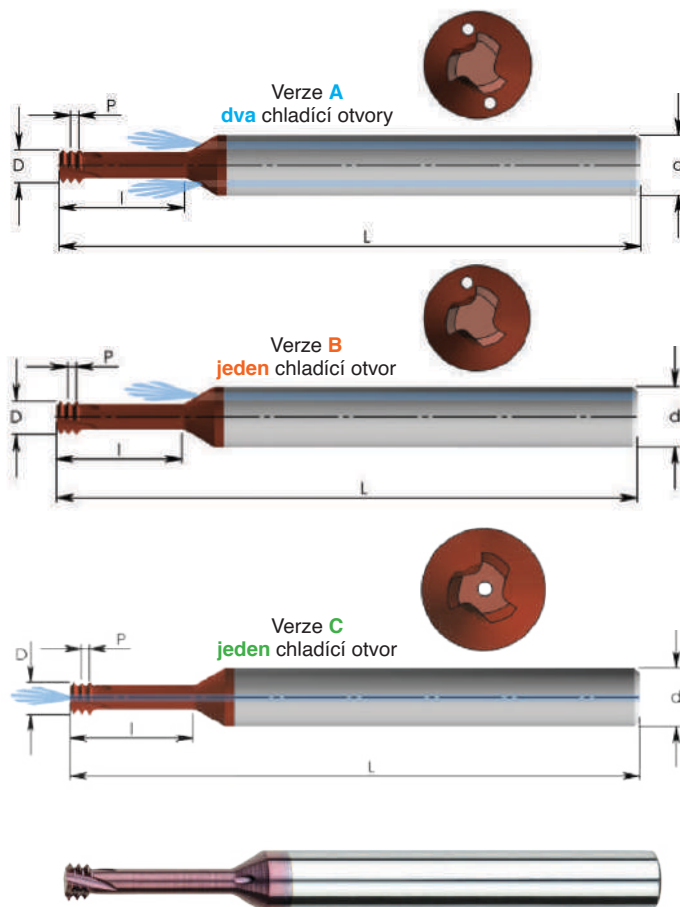 P
Verze A
dva chladící otvory
D
d
l
L
P
Verze B
jeden chladící otvor
D
d
l
L
Verze C
jeden chladící otvor
P
D
d
l
L